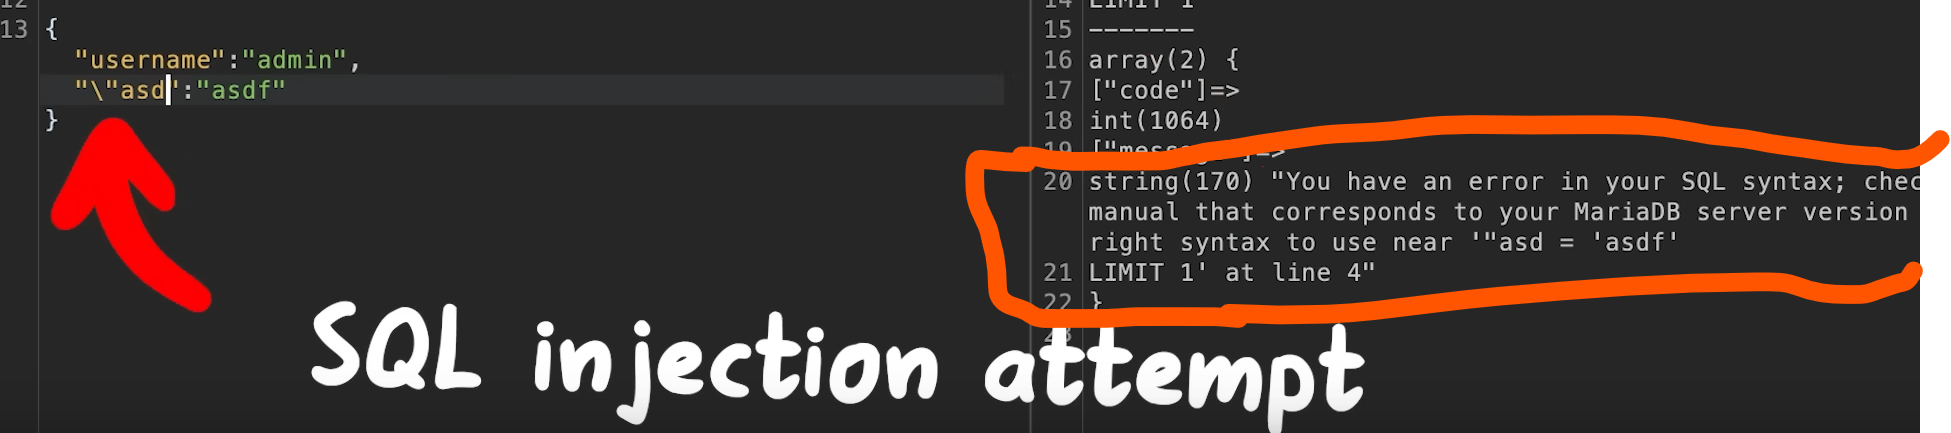 12
13 {
"username":"admin",
"\"asd":"asdf"
}
SQL injection attempt
14 LIMIT 1
15 -------
16 array(2) {
17 ["code"]=>
18 int(1064)
19 ["message"]=>
20 string(170) "You have an error in your SQL syntax; chec
manual that corresponds to your MariaDB server version
right syntax to use near '"asd = 'asdf'
21 LIMIT 1' at line 4"
22 }
23